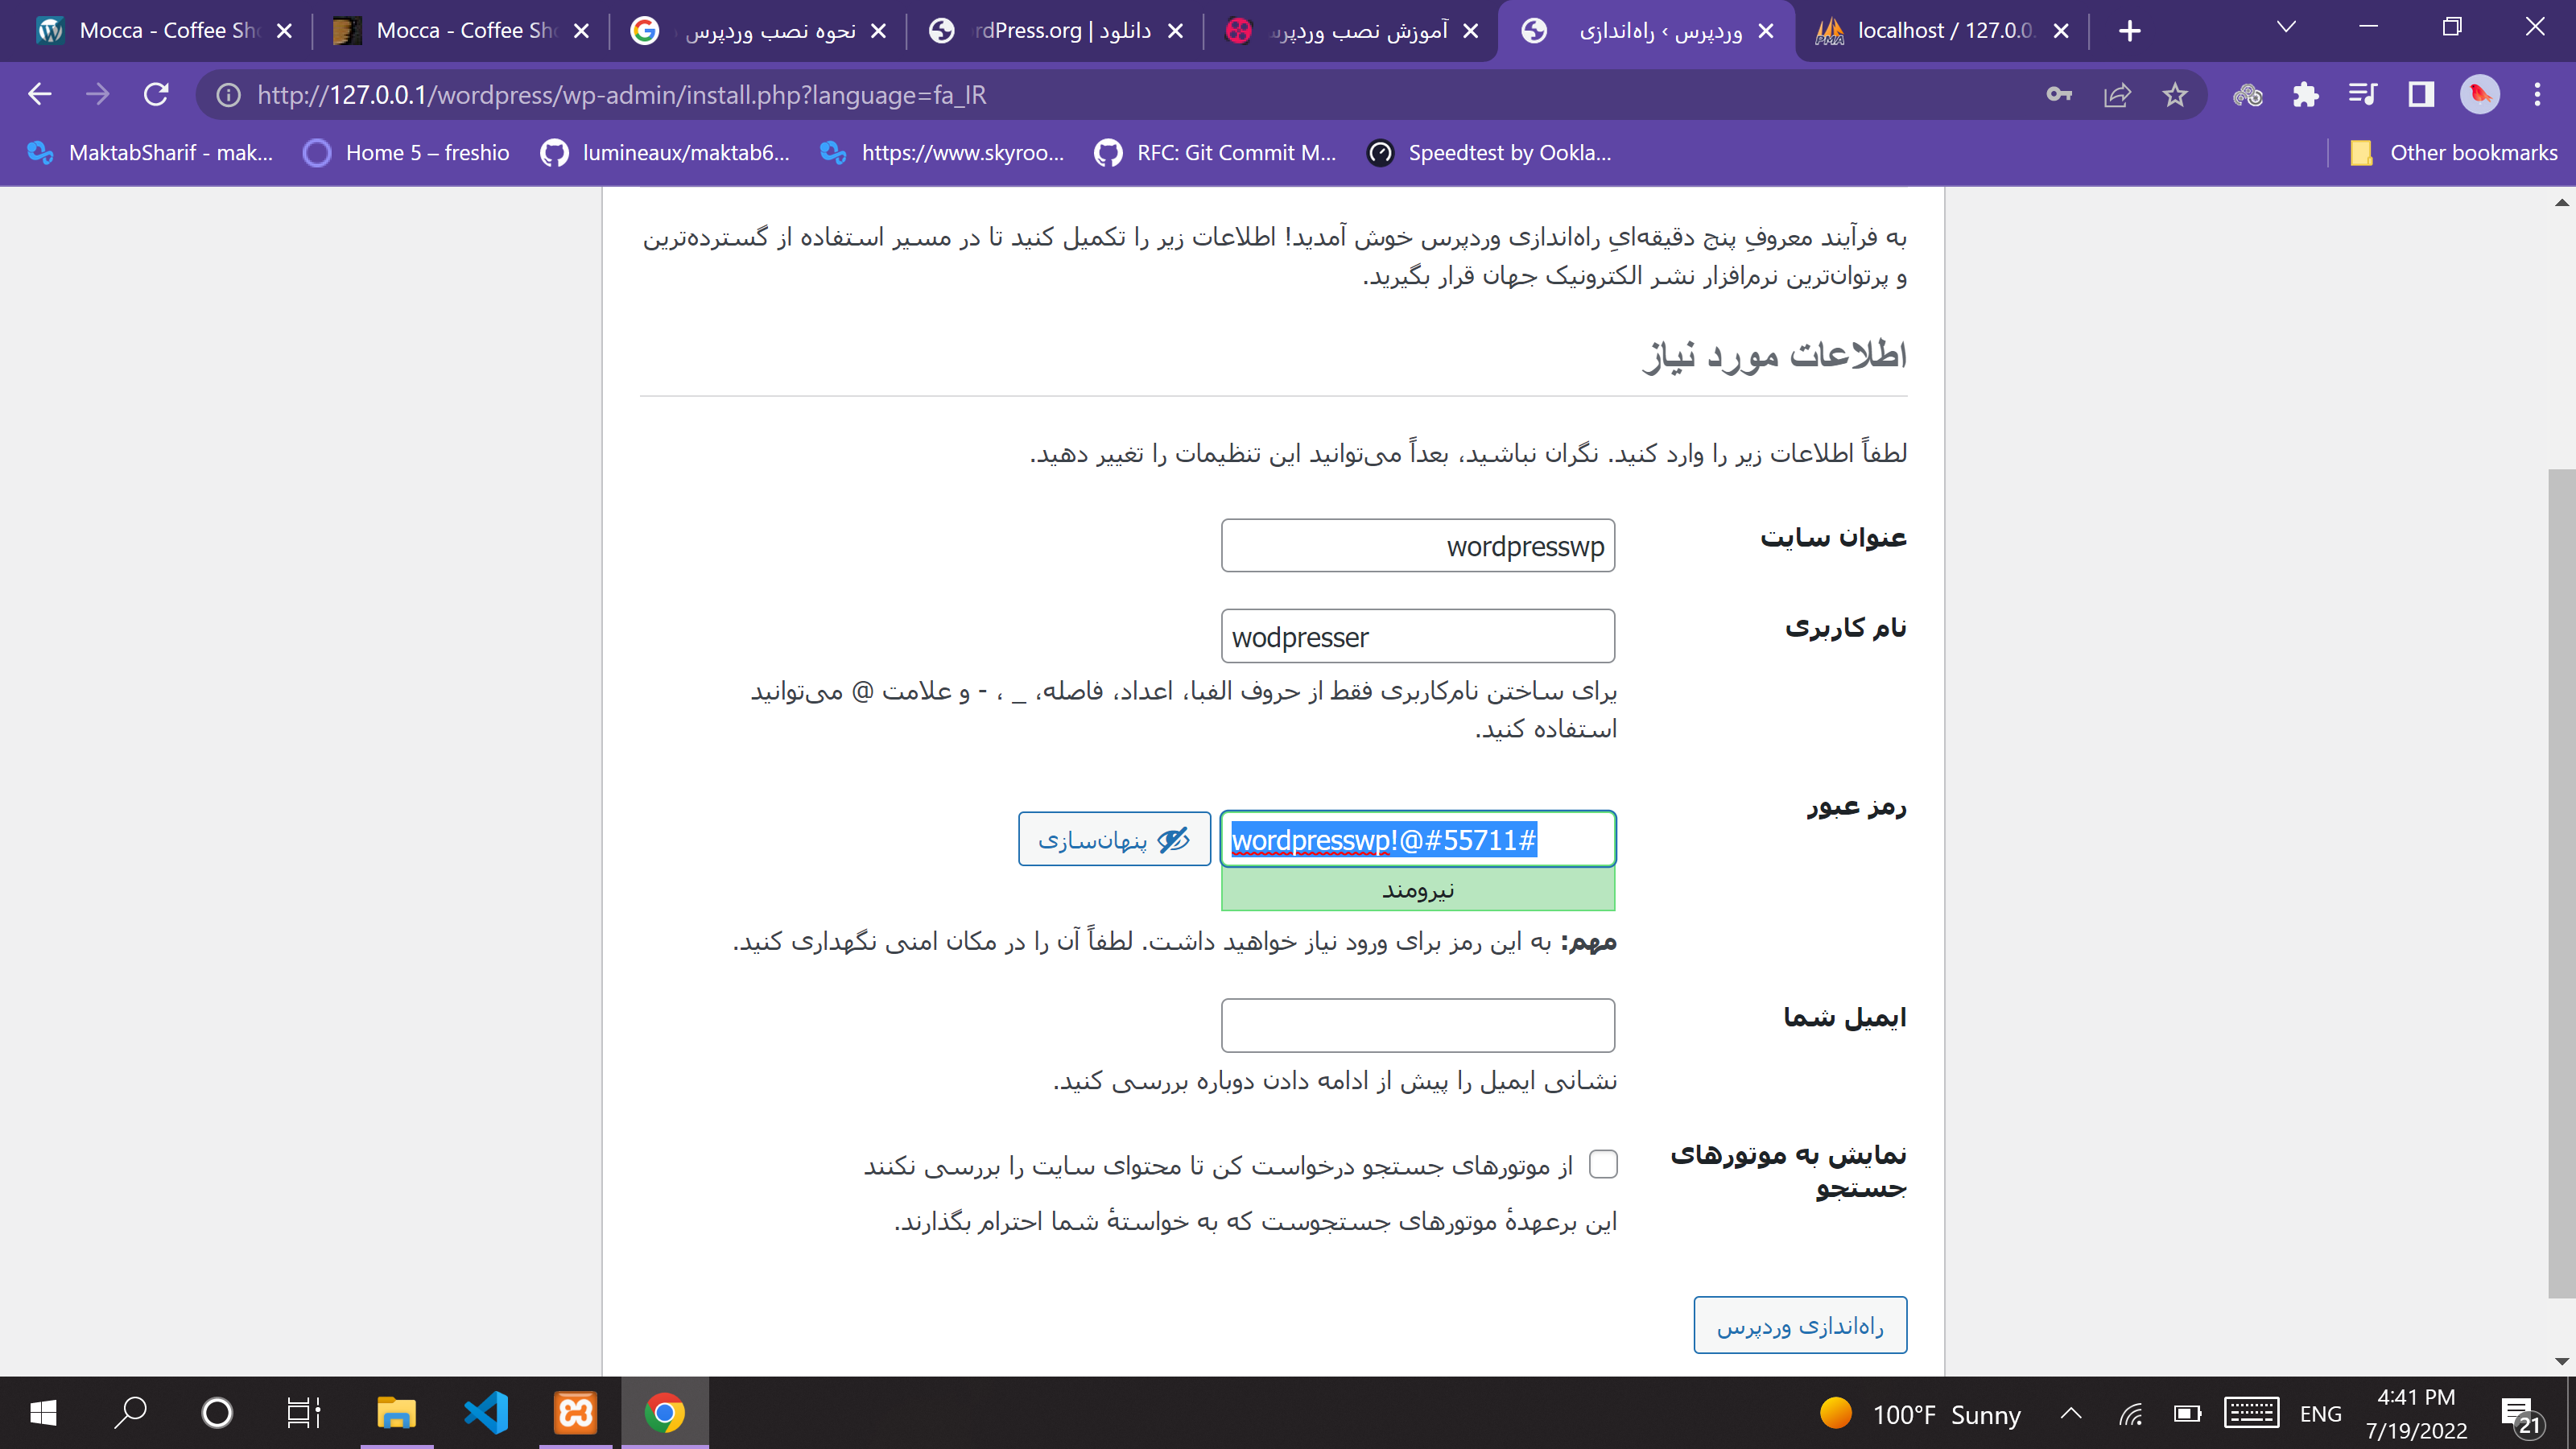 Mocca - Coffee Sh
Mocca - Coffee Sh
نحوه نصب وردپرس
دانلود | rdPress.org
آموزش نصب وردپرس
وردپرس › راه‌اندازی
localhost / 127.0.0.
http://127.0.0.1/wordpress/wp-admin/install.php?language=fa_IR
MaktabSharif - mak...
Home 5 – freshio
lumineaux/maktab6...
https://www.skyroo...
RFC: Git Commit M...
Speedtest by Ookla...
Other bookmarks
به فرآیند معروفِ پنج دقیقه‌ایِ راه‌اندازی وردپرس خوش آمدید! اطلاعات زیر را تکمیل کنید تا در مسیر استفاده از گسترده‌ترین
و پرتوان‌ترین نرم‌افزار نشر الکترونیک جهان قرار بگیرید.
اطلاعات مورد نیاز
لطفاً اطلاعات زیر را وارد کنید. نگران نباشید، بعداً می‌توانید این تنظیمات را تغییر دهید.
عنوان سایت
wordpresswp
نام کاربری
wodpresser
یرای ساختن نام‌کاربری فقط از حروف الفبا، اعداد، فاصله، _ ، - و علامت @ می‌توانید
استفاده کنید.
رمز عبور
wordpresswp!@#55711#
پنهان‌سازی
نیرومند
مهم: به این رمز برای ورود نیاز خواهید داشت. لطفاً آن را در مکان امنی نگهداری کنید.
ایمیل شما
نشانی ایمیل را پیش از ادامه دادن دوباره بررسی کنید.
نمایش به موتورهای
جستجو
از موتورهای جستجو درخواست کن تا محتوای سایت را بررسی نکنند
این برعهدهٔ موتورهای جستجوست که به خواستهٔ شما احترام بگذارند.
راه‌اندازی وردپرس
100°F Sunny
ENG
4:41 PM
7/19/2022
21